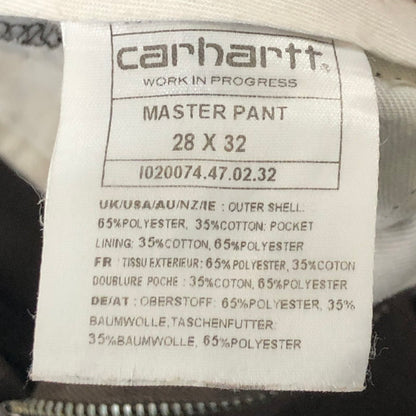 carhartt.
WORK IN PROGRESS
MASTER PANT
28 X 32
I020074.47.02.32
UK/USA/AU/NZ/IE : OUTER SHELL:
65%POLYESTER, 35%COTTON: POCKET
LINING: 35%COTTON, 65%POLYESTER
FR : TISSU EXTERIEUR: 65%POLYESTER, 35%COTON
DOUBLURE POCHE : 35%COTON, 65%POLYESTER
DE/AT : OBERSTOFF: 65%POLYESTER, 35%
BAUMWOLLE, TASCHENFUTTER:
35%BAUMWOLLE, 65%POLYESTER